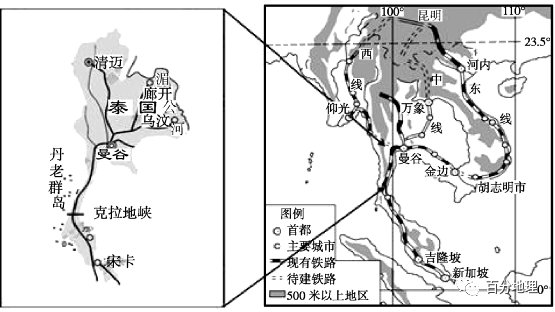 清迈
湄
廊开
公
泰国
乌汶
河
曼谷
丹老群岛
克拉地峡
宋卡
100°
110°
昆明
23.5°
西
线
中
线
东
线
河内
仰光
万象
曼谷
金边
胡志明市
吉隆坡
新加坡
0°
图例
首都
主要城市
现有铁路
待建铁路
500米以上地区
百分地理